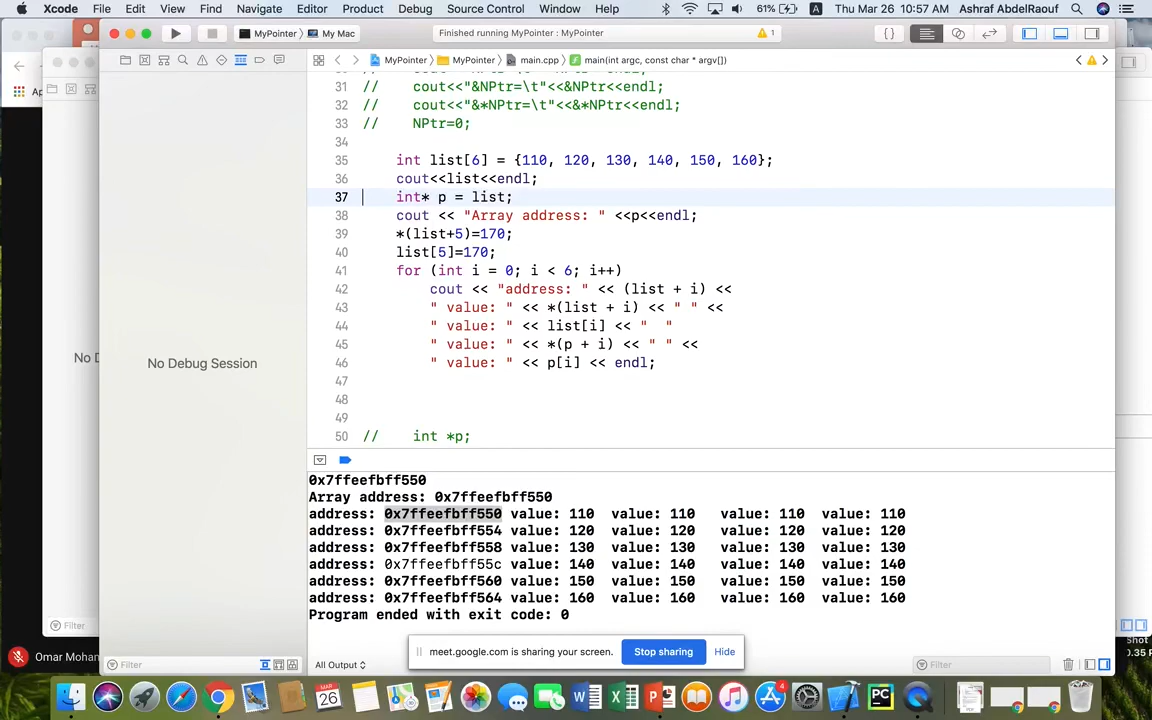 Xcode File Edit View Find Navigate Editor Product Debug Source Control Window Help 61% A Thu Mar 26 10:57 AM Ashraf AbdelRaouf
MyPointer My Mac Finished running MyPointer : MyPointer 1 { }
MyPointer MyPointer main.cpp main(int argc, const char * argv[])
31 // cout<<"&NPtr=\t"<<&NPtr<<endl;
32 // cout<<"&*NPtr=\t"<<&*NPtr<<endl;
33 // NPtr=0;
34
35 int list[6] = {110, 120, 130, 140, 150, 160};
36 cout<<list<<endl;
37 int* p = list;
38 cout << "Array address: " <<p<<endl;
39 *(list+5)=170;
40 list[5]=170;
41 for (int i = 0; i < 6; i++)
42 cout << "address: " << (list + i) <<
43 " value: " << *(list + i) << " " <<
44 " value: " << list[i] << "  "
45 " value: " << *(p + i) << " " <<
46 " value: " << p[i] << endl;
47
48
49
50 // int *p;
No D
No Debug Session
0x7ffeefbff550
Array address: 0x7ffeefbff550
address: 0x7ffeefbff550 value: 110 value: 110 value: 110 value: 110
address: 0x7ffeefbff554 value: 120 value: 120 value: 120 value: 120
address: 0x7ffeefbff558 value: 130 value: 130 value: 130 value: 130
address: 0x7ffeefbff55c value: 140 value: 140 value: 140 value: 140
address: 0x7ffeefbff560 value: 150 value: 150 value: 150 value: 150
address: 0x7ffeefbff564 value: 160 value: 160 value: 160 value: 160
Program ended with exit code: 0
Filter
meet.google.com is sharing your screen. Stop sharing Hide
Omar Mohan
Filter All Output Filter
MAR 26 4 PC